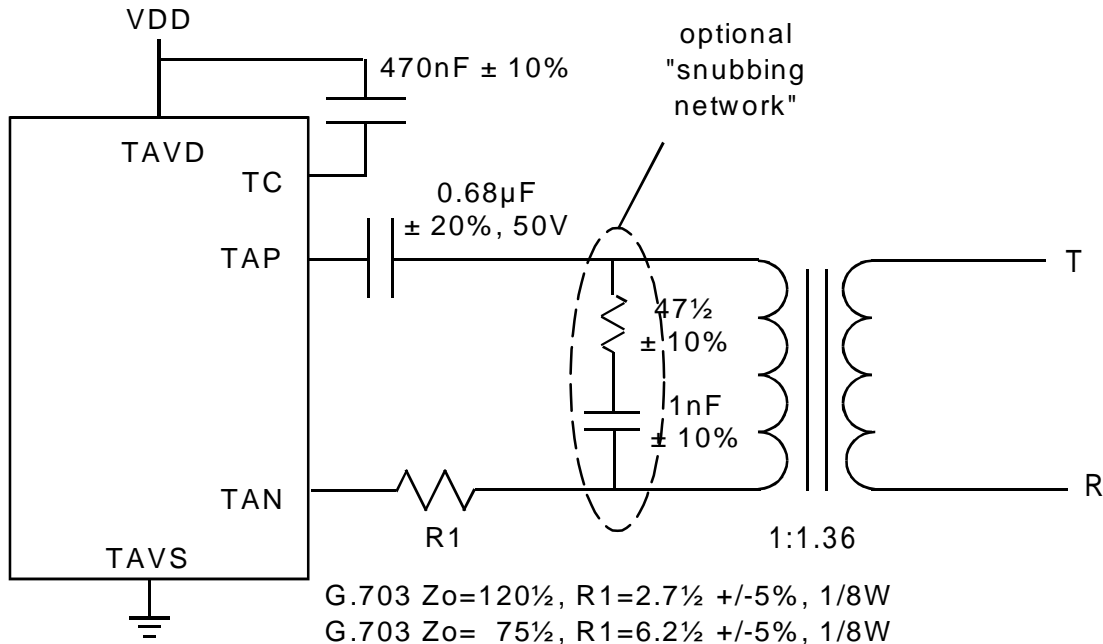 VDD
optional
"snubbing
network"
470nF ± 10%
TAVD
TC
0.68µF
± 20%, 50V
TAP
T
47½
± 10%
1nF
± 10%
TAN
R
R1
1:1.36
TAVS
G.703 Zo=120½, R1=2.7½ +/-5%, 1/8W
G.703 Zo= 75½, R1=6.2½ +/-5%, 1/8W